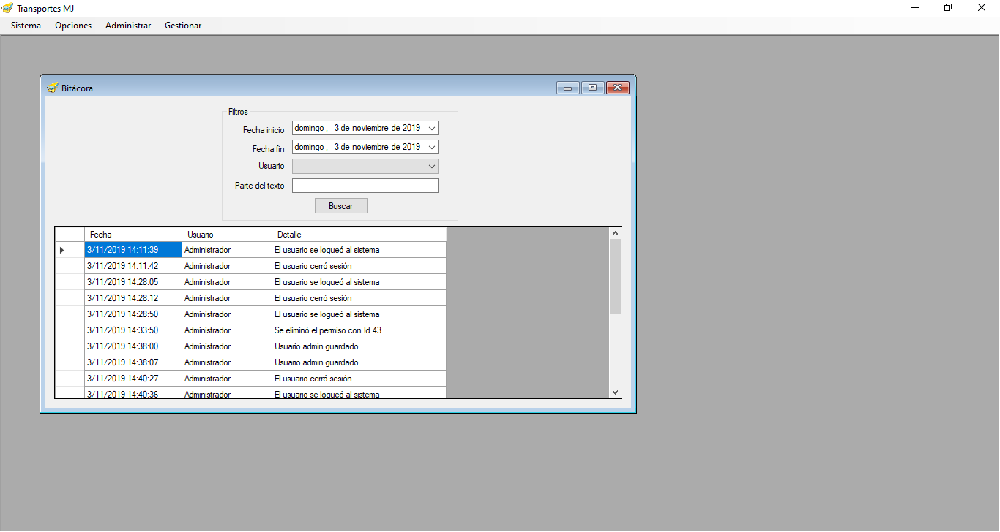 Transportes MJ
Sistema Opciones Administrar Gestionar
Bitácora
Filtros
Fecha inicio domingo , 3 de noviembre de 2019
Fecha fin domingo , 3 de noviembre de 2019
Usuario
Parte del texto
Buscar
Fecha Usuario Detalle
3/11/2019 14:11:39 Administrador El usuario se logueó al sistema
3/11/2019 14:11:42 Administrador El usuario cerró sesión
3/11/2019 14:28:05 Administrador El usuario se logueó al sistema
3/11/2019 14:28:12 Administrador El usuario cerró sesión
3/11/2019 14:28:50 Administrador El usuario se logueó al sistema
3/11/2019 14:33:50 Administrador Se eliminó el permiso con Id 43
3/11/2019 14:38:00 Administrador Usuario admin guardado
3/11/2019 14:38:07 Administrador Usuario admin guardado
3/11/2019 14:40:27 Administrador El usuario cerró sesión
3/11/2019 14:40:36 Administrador El usuario se logueó al sistema